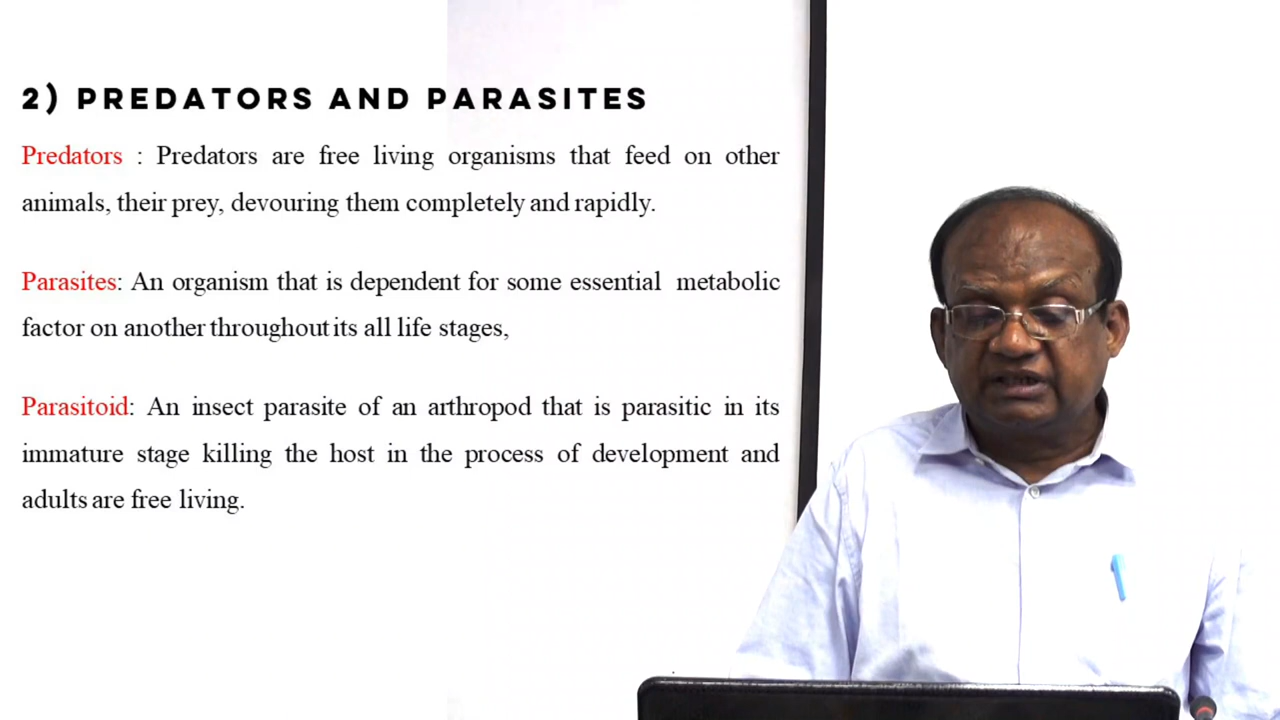 2) PREDATORS AND PARASITES
Predators : Predators are free living organisms that feed on other
animals, their prey, devouring them completely and rapidly.
Parasites: An organism that is dependent for some essential metabolic
factor on another throughout its all life stages,
Parasitoid: An insect parasite of an arthropod that is parasitic in its
immature stage killing the host in the process of development and
adults are free living.